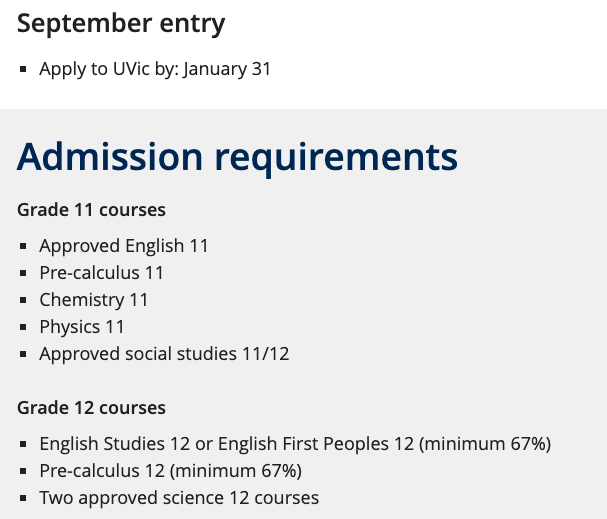 September entry
▪ Apply to UVic by: January 31
Admission requirements
Grade 11 courses
▪ Approved English 11
▪ Pre-calculus 11
▪ Chemistry 11
▪ Physics 11
▪ Approved social studies 11/12
Grade 12 courses
▪ English Studies 12 or English First Peoples 12 (minimum 67%)
▪ Pre-calculus 12 (minimum 67%)
▪ Two approved science 12 courses